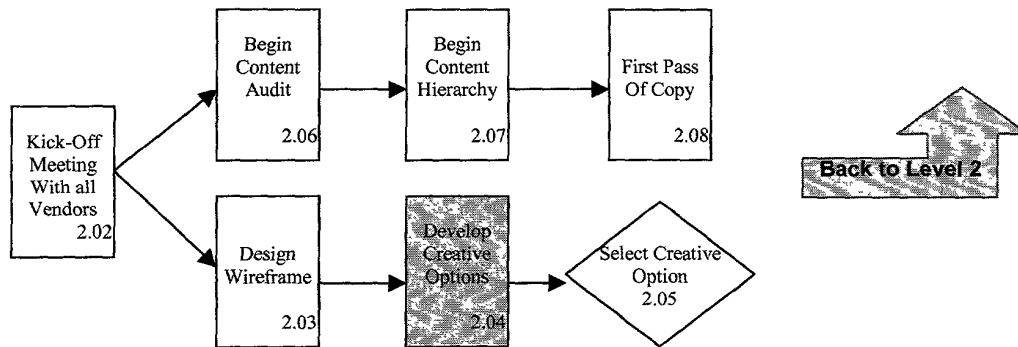 Kick-Off
Meeting
With all
Vendors
2.02
Begin
Content
Audit
2.06
Begin
Content
Hierarchy
2.07
First Pass
Of Copy
2.08
Back to Level 2
Design
Wireframe
2.03
Develop
Creative
Options
2.04
Select Creative
Option
2.05